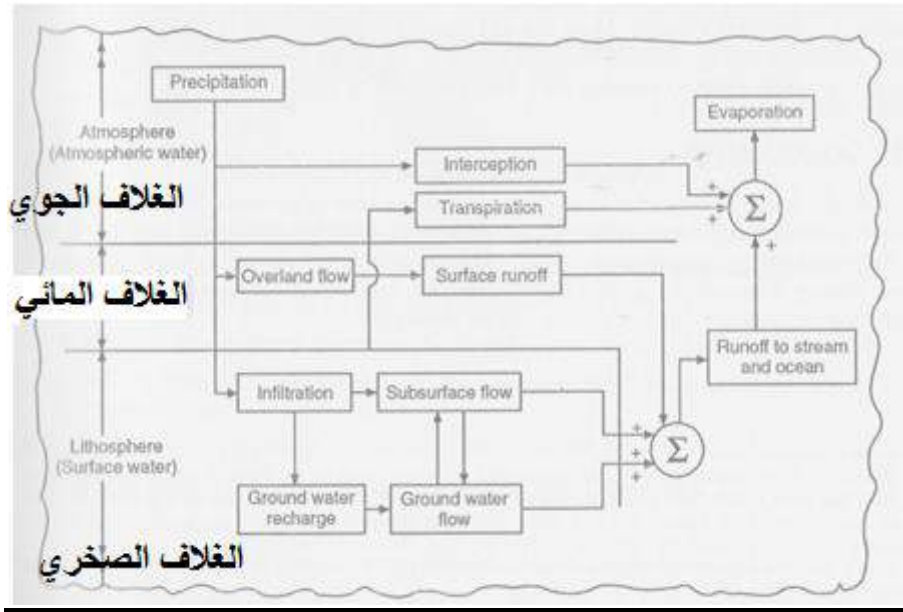 Precipitation
Evaporation
Atmosphere
(Atmospheric water)
Interception
الغلاف الجوي
Transpiration
+
+
Σ
+
الغلاف المائي
Overland flow
Surface runoff
Runoff to stream
and ocean
Infiltration
Subsurface flow
+
+
+
Σ
Lithosphere
(Surface water)
Ground water
recharge
Ground water
flow
الغلاف الصخري